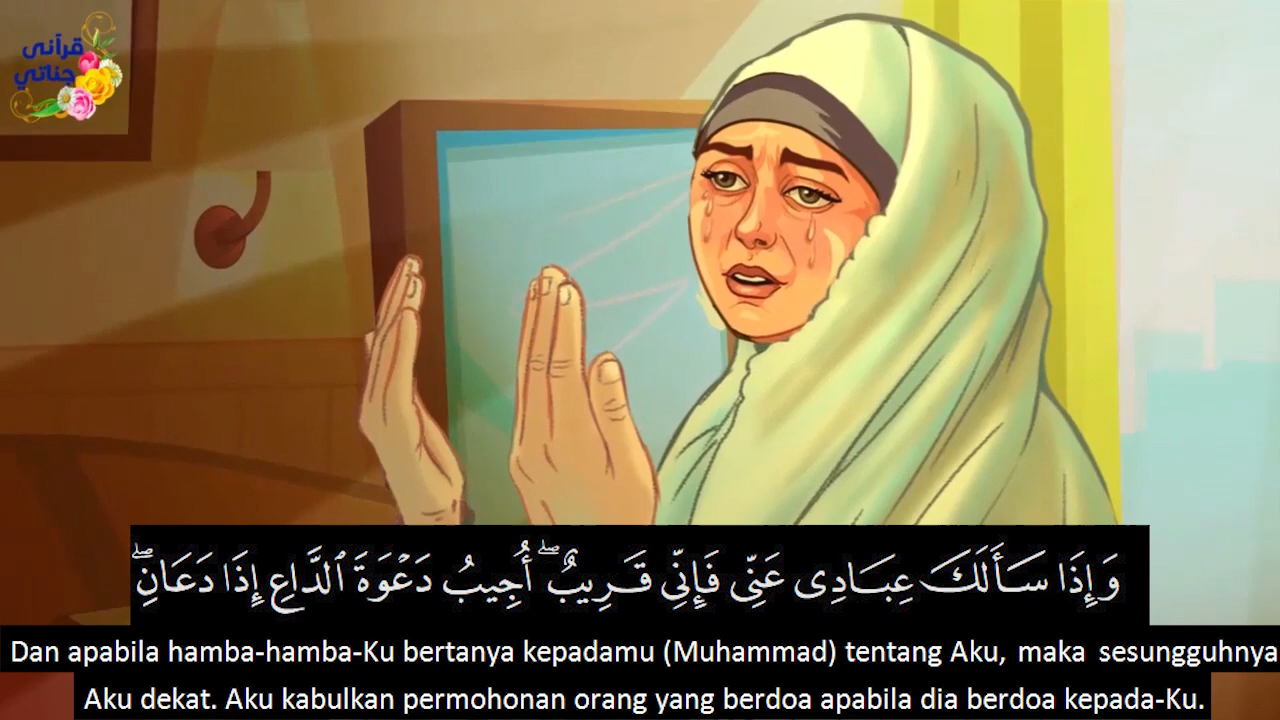 قرآنى
جناتي
وَإِذَا سَأَلَكَ عِبَادِى عَنِّى فَإِنِّى قَرِيبٌ ۖ أُجِيبُ دَعْوَةَ ٱلدَّاعِ إِذَا دَعَانِ ۖ
Dan apabila hamba-hamba-Ku bertanya kepadamu (Muhammad) tentang Aku, maka sesungguhnya
Aku dekat. Aku kabulkan permohonan orang yang berdoa apabila dia berdoa kepada-Ku.